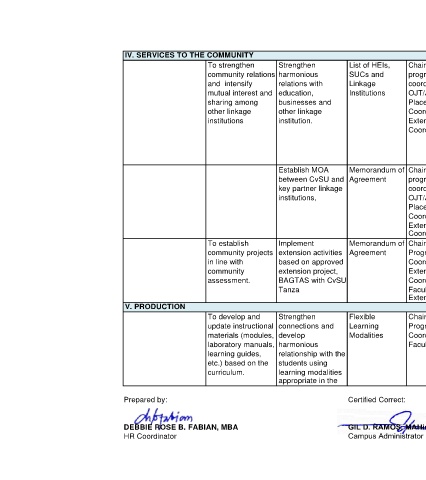 IV. SERVICES TO THE COMMUNITY
To strengthen
community relations
and intensify
mutual interest and
sharing among
other linkage
institutions
Strengthen
harmonious
relations with
education,
businesses and
other linkage
institution.
List of HEIs,
SUCs and
Linkage
Institutions
Chair
progr
coord
OJT/
Place
Coor
Exter
Coor
Establish MOA
between CvSU and
key partner linkage
institutions,
Memorandum of
Agreement
Chair
progr
coord
OJT/
Place
Coor
Exter
Coor
To establish
community projects
in line with
community
assessment.
Implement
extension activities
based on approved
extension project,
BAGTAS with CvSU
Tanza
Memorandum of
Agreement
Chair
Progr
Coor
Exter
Coor
Facul
Exter
V. PRODUCTION
To develop and
update instructional
materials (modules,
laboratory manuals,
learning guides,
etc.) based on the
curriculum.
Strengthen
connections and
develop
harmonious
relationship with the
students using
learning modalities
appropriate in the
Flexible
Learning
Modalities
Chair
Progr
Coor
Facul
Prepared by:
DEBBIE ROSE B. FABIAN, MBA
HR Coordinator
Certified Correct:
GIL D. RAMOS,
Campus Administrator